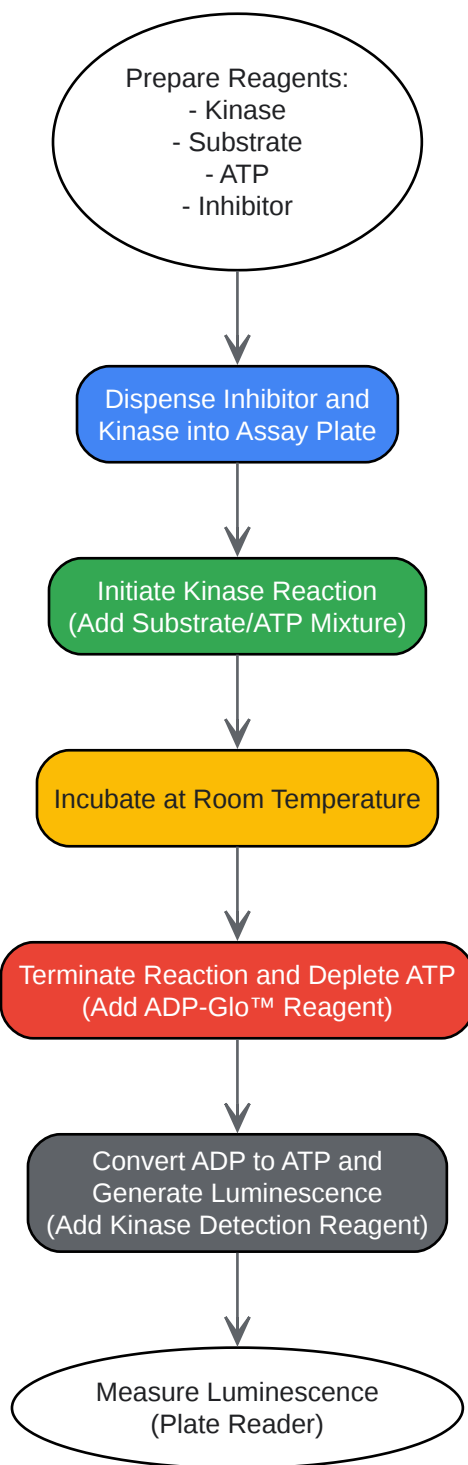 Prepare Reagents:
- Kinase
- Substrate
- ATP
- Inhibitor
Dispense Inhibitor and
Kinase into Assay Plate
Initiate Kinase Reaction
(Add Substrate/ATP Mixture)
Incubate at Room Temperature
Terminate Reaction and Deplete ATP
(Add ADP-Glo™ Reagent)
Convert ADP to ATP and
Generate Luminescence
(Add Kinase Detection Reagent)
Measure Luminescence
(Plate Reader)